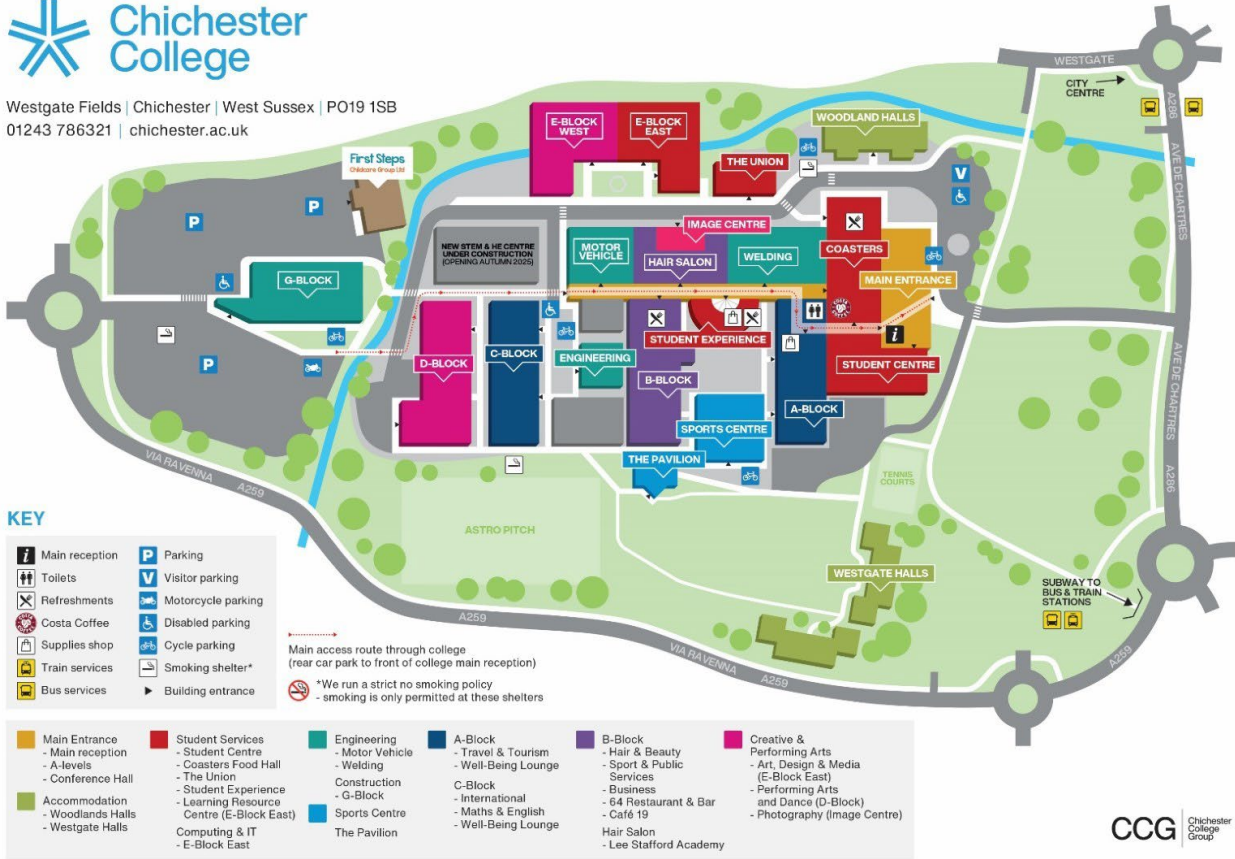 Chichester
College
Westgate Fields | Chichester | West Sussex | PO19 1SB
01243 786321 | chichester.ac.uk
WESTGATE
CITY
CENTRE
A286
AVE DE CHARTRES
AVE DE CHARTRES
A286
E-BLOCK
WEST
E-BLOCK
EAST
WOODLAND HALLS
THE UNION
First Steps
Childcare Group Ltd
P
P
V
IMAGE CENTRE
NEW STEM & HE CENTRE
UNDER CONSTRUCTION
(OPENING AUTUMN 2025)
MOTOR
VEHICLE
HAIR SALON
WELDING
COASTERS
MAIN ENTRANCE
G-BLOCK
STUDENT EXPERIENCE
COSTA
COFFEE
i
P
D-BLOCK
C-BLOCK
ENGINEERING
B-BLOCK
STUDENT CENTRE
A-BLOCK
SPORTS CENTRE
THE PAVILION
TENNIS
COURTS
VIA RAVENNA
A259
ASTRO PITCH
WESTGATE HALLS
SUBWAY TO
BUS & TRAIN
STATIONS
A259
VIA RAVENNA
A259
A259
KEY
i Main reception
Toilets
Refreshments
Costa Coffee
Supplies shop
Train services
Bus services
P Parking
V Visitor parking
Motorcycle parking
Disabled parking
Cycle parking
Smoking shelter*
Building entrance
Main access route through college
(rear car park to front of college main reception)
*We run a strict no smoking policy
- smoking is only permitted at these shelters
Main Entrance
- Main reception
- A-levels
- Conference Hall
Accommodation
- Woodlands Halls
- Westgate Halls
Student Services
- Student Centre
- Coasters Food Hall
- The Union
- Student Experience
- Learning Resource
Centre (E-Block East)
Computing & IT
- E-Block East
Engineering
- Motor Vehicle
- Welding
Construction
- G-Block
Sports Centre
The Pavilion
A-Block
- Travel & Tourism
- Well-Being Lounge
C-Block
- International
- Maths & English
- Well-Being Lounge
B-Block
- Hair & Beauty
- Sport & Public
Services
- Business
- 64 Restaurant & Bar
- Café 19
Hair Salon
- Lee Stafford Academy
Creative &
Performing Arts
- Art, Design & Media
(E-Block East)
- Performing Arts
and Dance (D-Block)
- Photography (Image Centre)
CCG
Chichester
College
Group